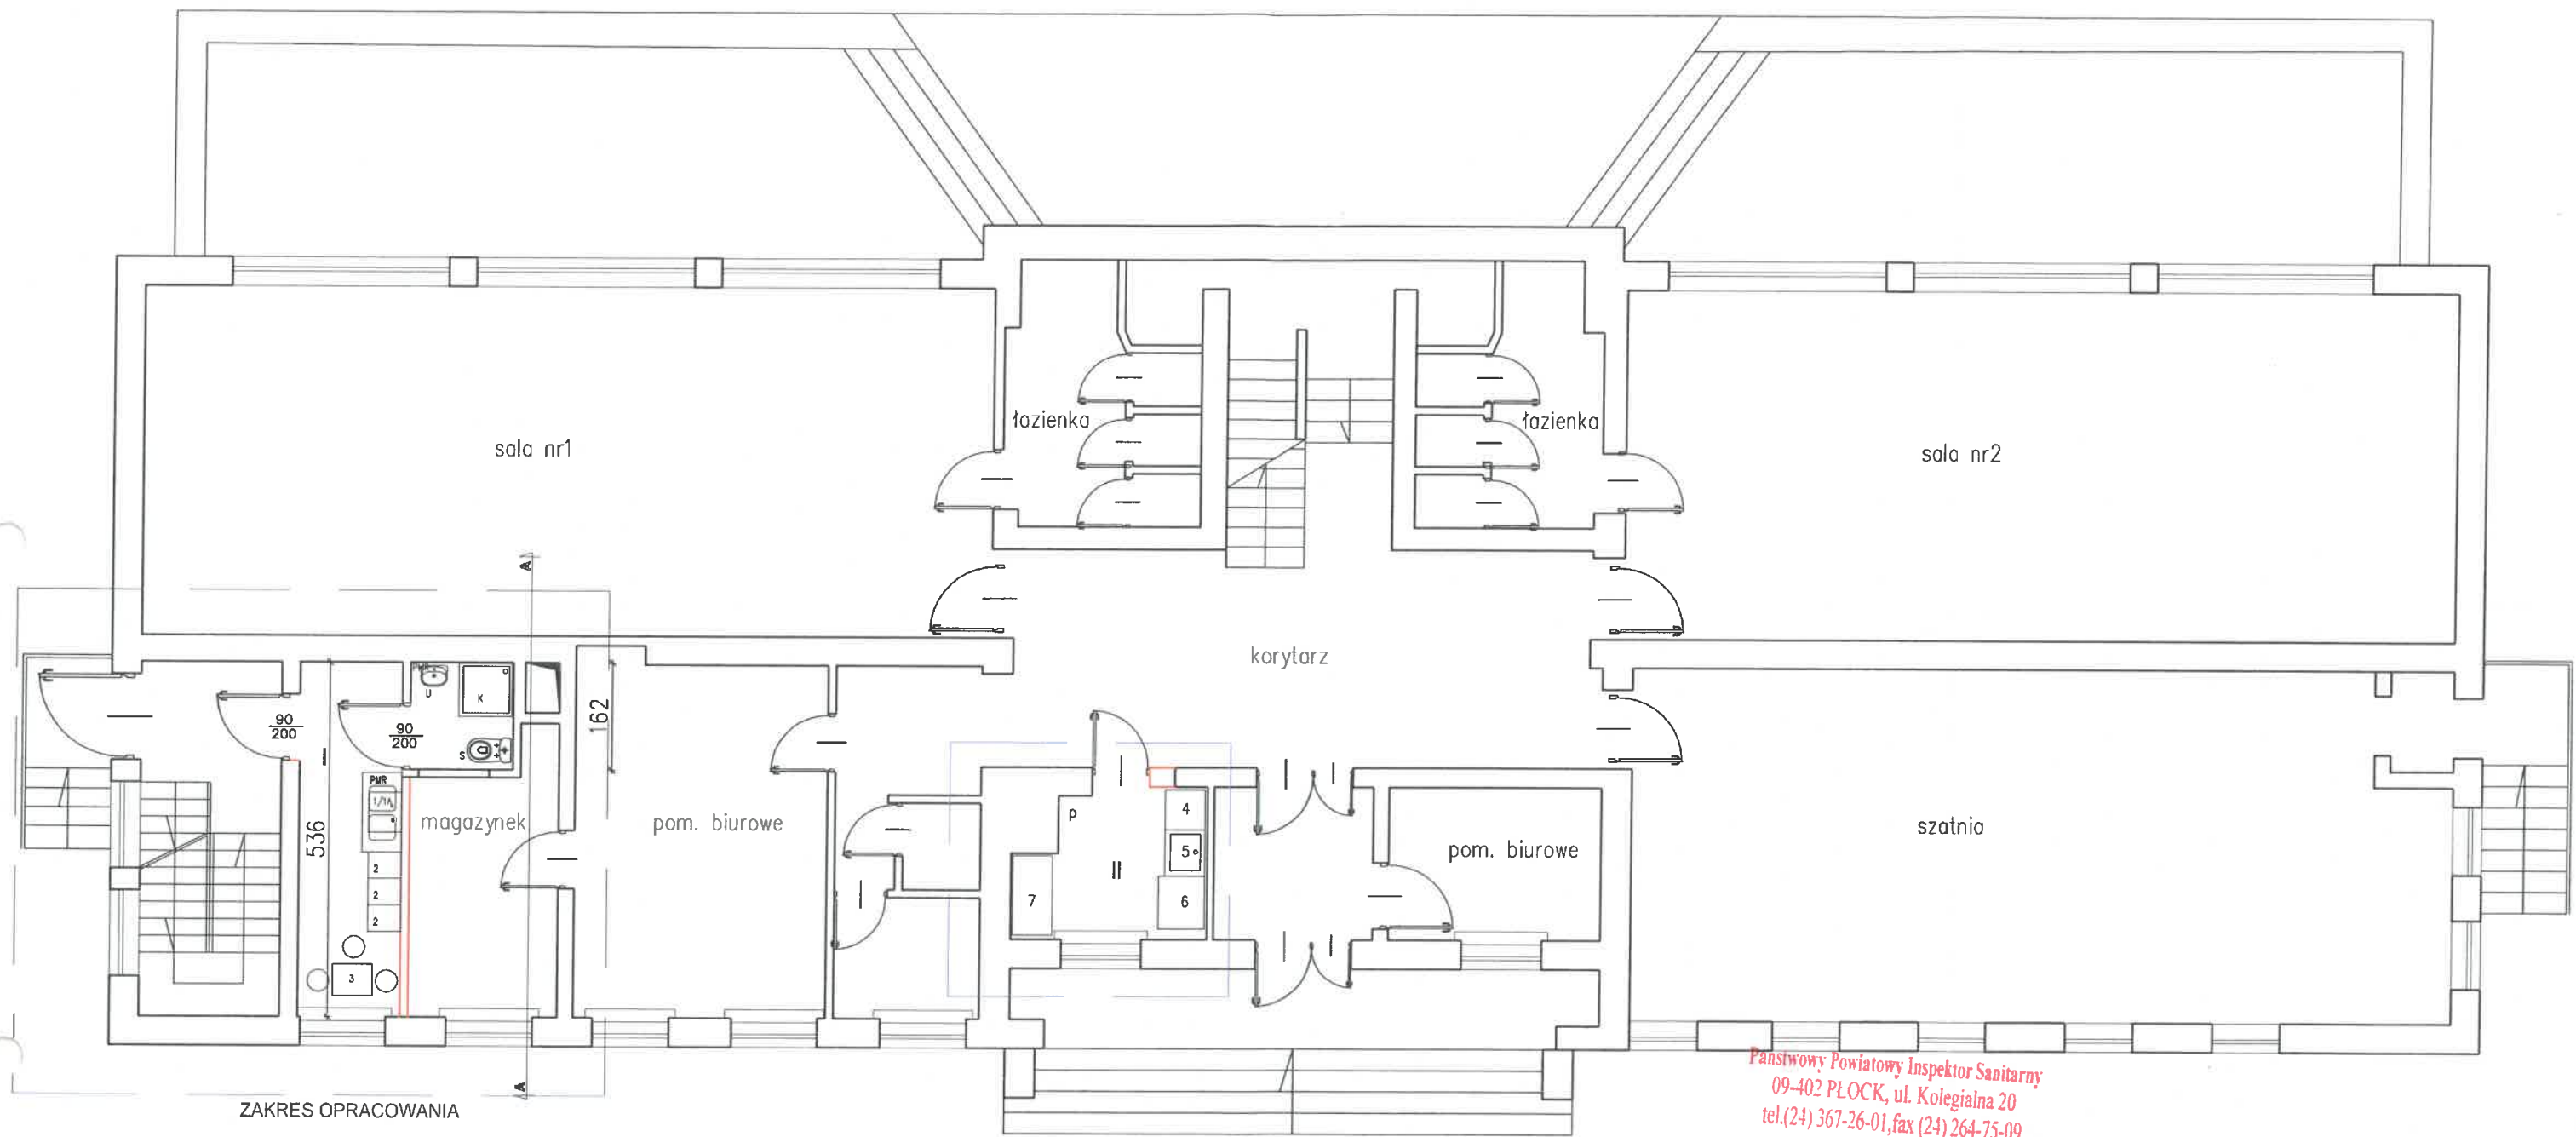 łazienka
łazienka
sala nr1
sala nr2
A
korytarz
U
K
90
200
90
200
S
162
PMR
1/1A
536
magazynek
pom. biurowe
p
4
5
II
6
7
pom. biurowe
szatnia
2
2
2
3
A
ZAKRES OPRACOWANIA
Państwowy Powiatowy Inspektor Sanitarny
09-402 PŁOCK, ul. Kolegialna 20
tel.(24) 367-26-01,fax (24) 264-75-09